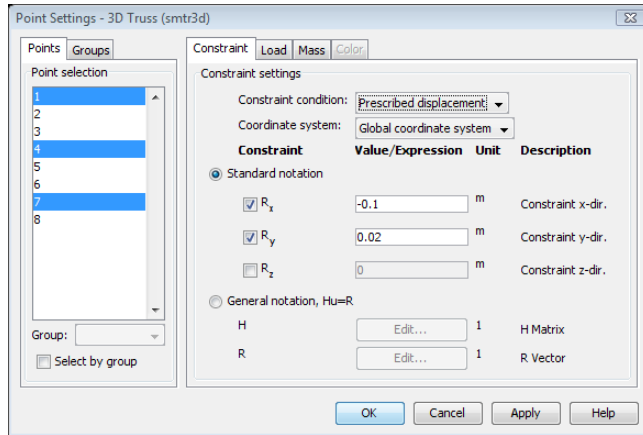 Point Settings - 3D Truss (smtr3d)
Points Groups
Point selection
1
2
3
4
5
6
7
8
Group:
Select by group
Constraint Load Mass Color
Constraint settings
Constraint condition: Prescribed displacement
Coordinate system: Global coordinate system
Constraint Value/Expression Unit Description
Standard notation
Rx -0.1 m Constraint x-dir.
Ry 0.02 m Constraint y-dir.
Rz 0 m Constraint z-dir.
General notation, Hu=R
H Edit... 1 H Matrix
R Edit... 1 R Vector
OK Cancel Apply Help